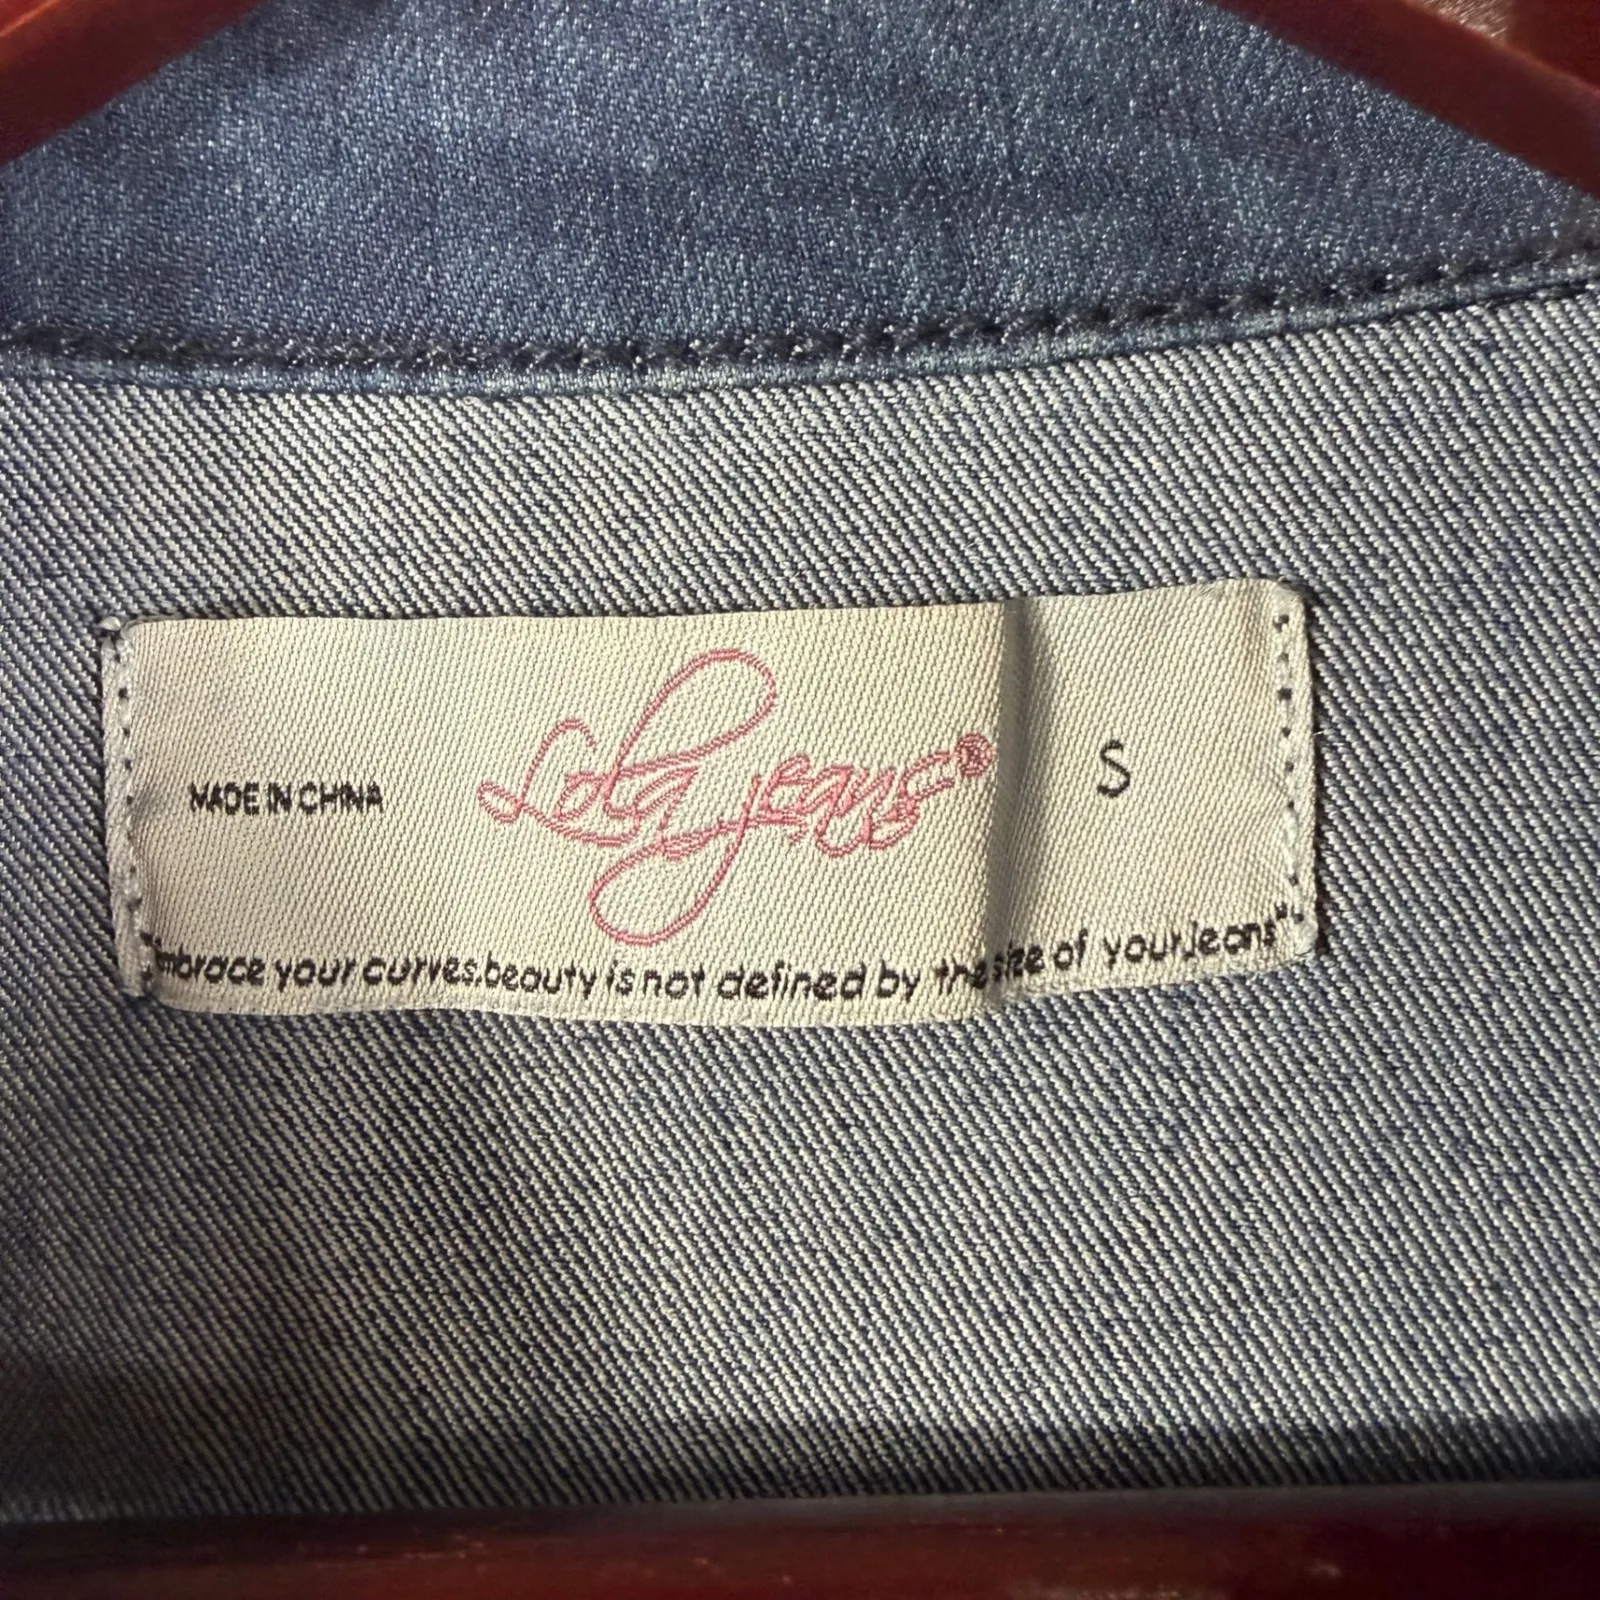 MADE IN CHINA
Lola jeans®
S
"Embrace your curves.beauty is not defined by the size of your jeans"